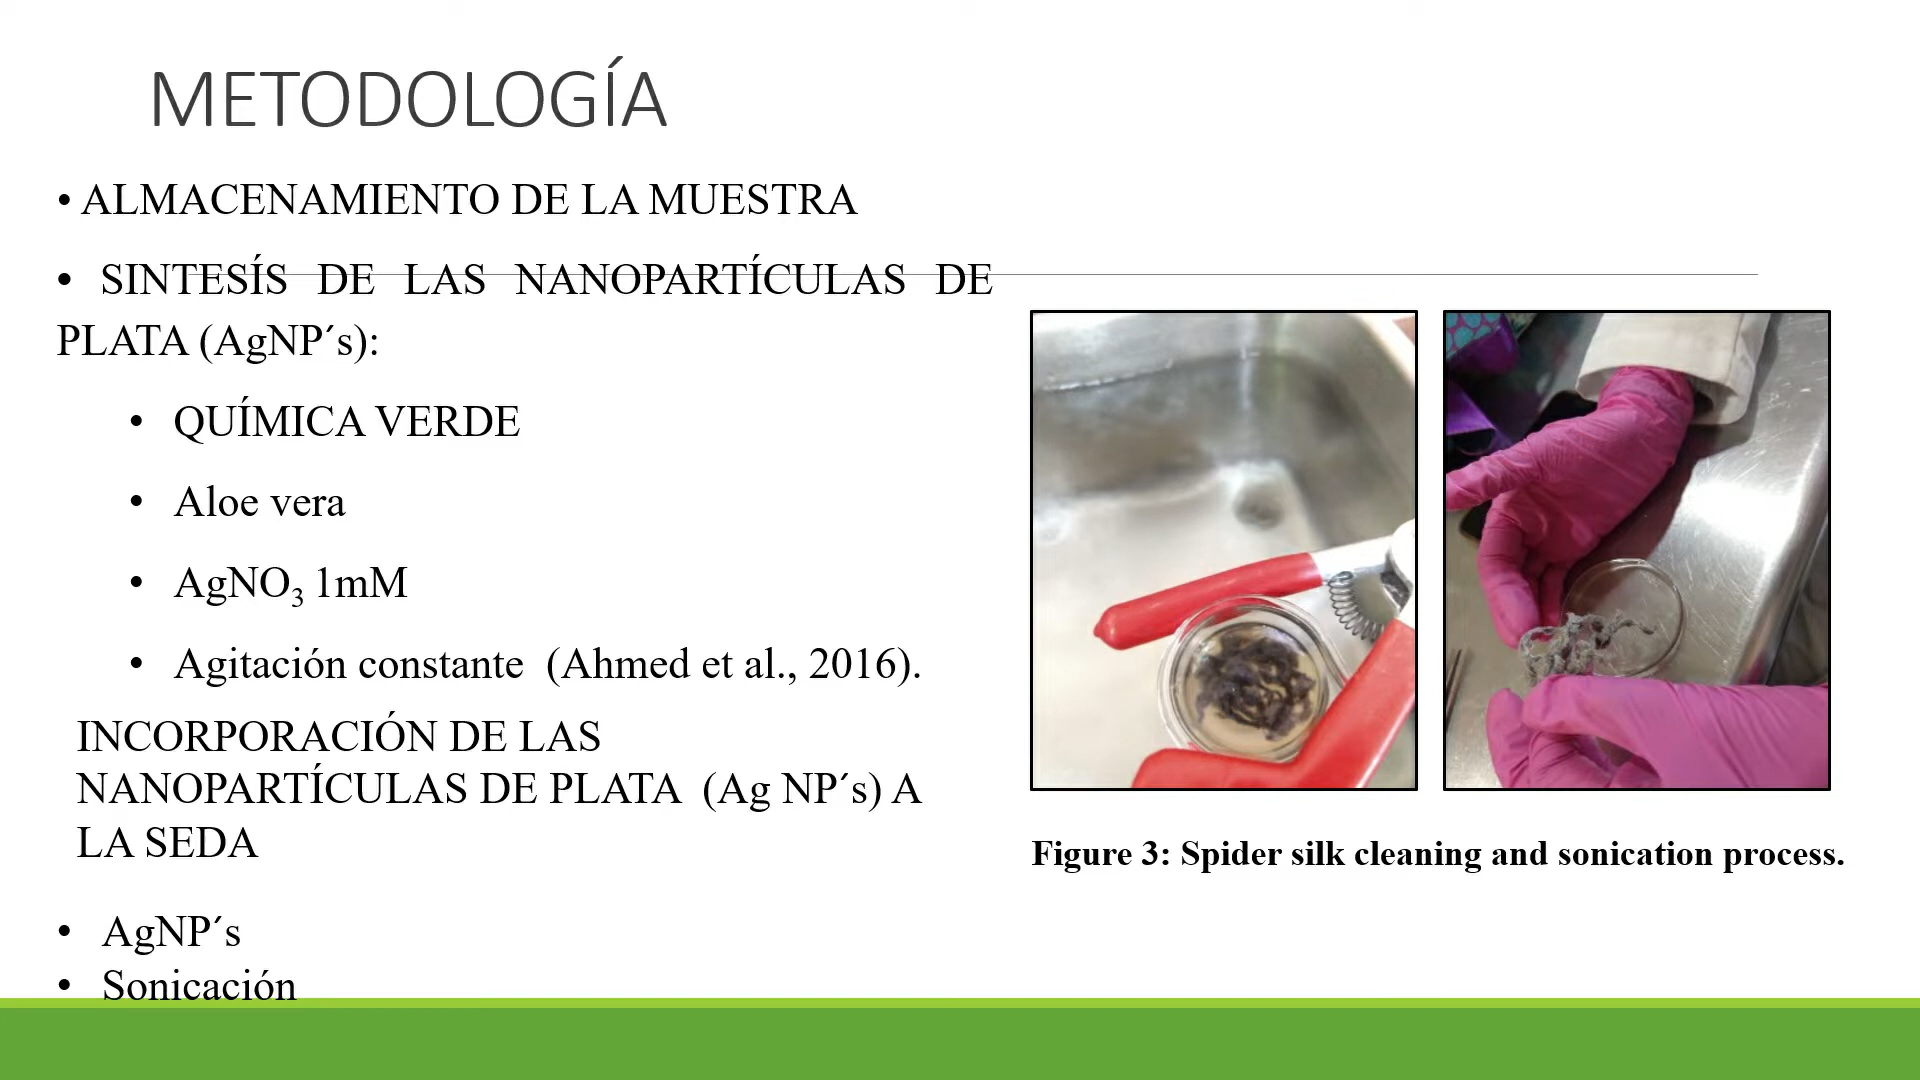 METODOLOGÍA
• ALMACENAMIENTO DE LA MUESTRA
• SINTESÍS DE LAS NANOPARTÍCULAS DE
PLATA (AgNP´s):
• QUÍMICA VERDE
• Aloe vera
• AgNO₃ 1mM
• Agitación constante (Ahmed et al., 2016).
INCORPORACIÓN DE LAS
NANOPARTÍCULAS DE PLATA (Ag NP´s) A
LA SEDA
• AgNP´s
• Sonicación
Figure 3: Spider silk cleaning and sonication process.